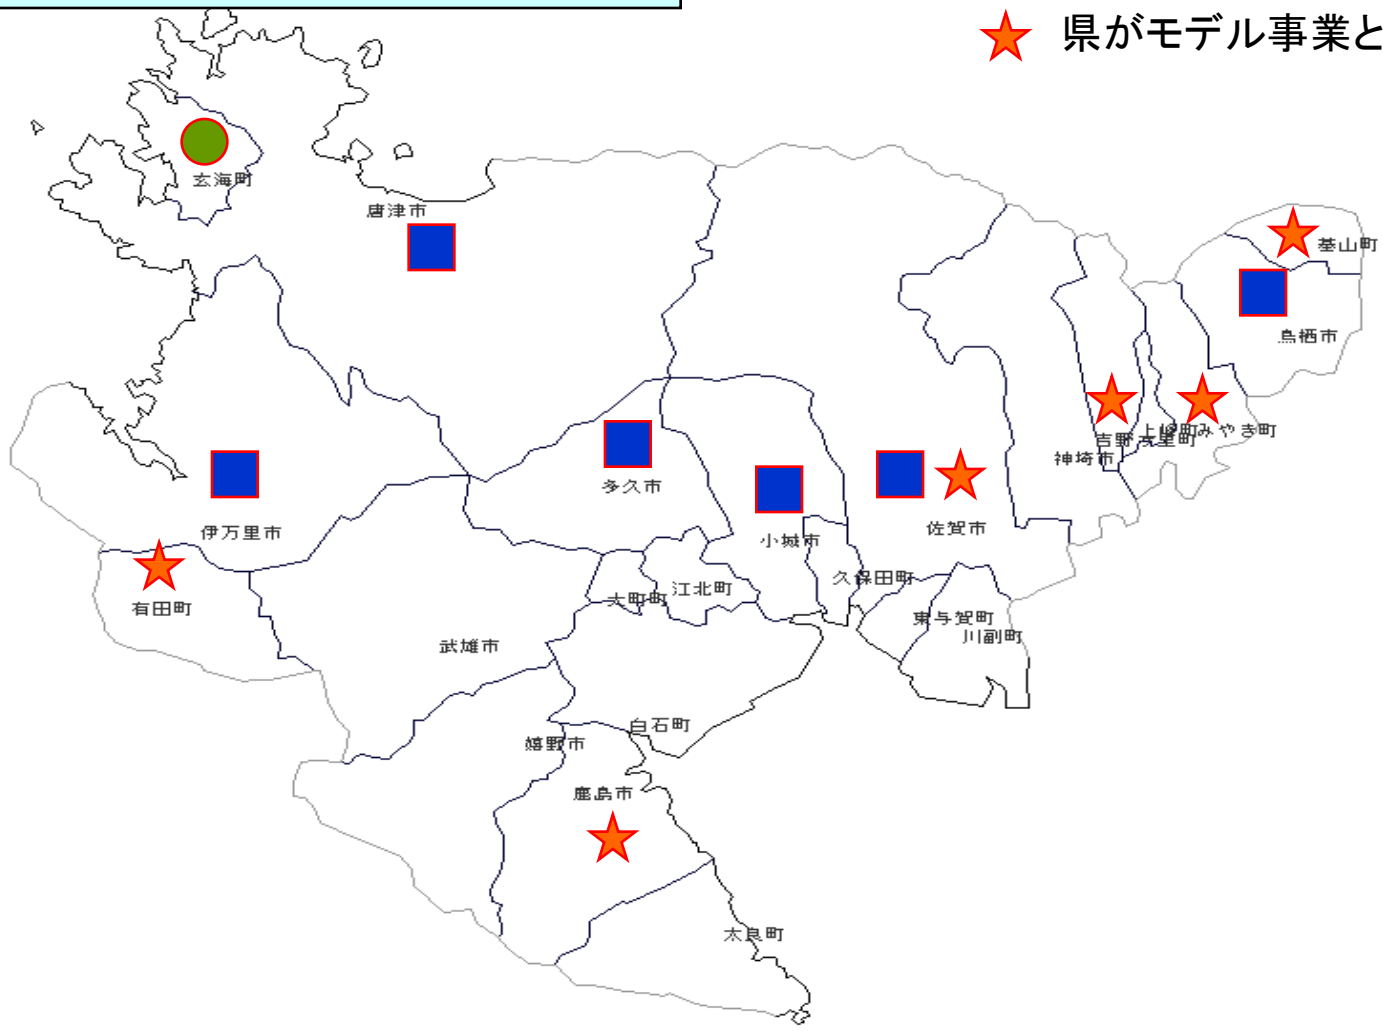 県がモデル事業と
玄海町
唐津市
基山町
鳥栖市
上峰町
みやき町
吉野ヶ里町
神埼市
多久市
佐賀市
伊万里市
小城市
久保田町
江北町
大町町
有田町
東与賀町
川副町
武雄市
白石町
嬉野市
鹿島市
太良町